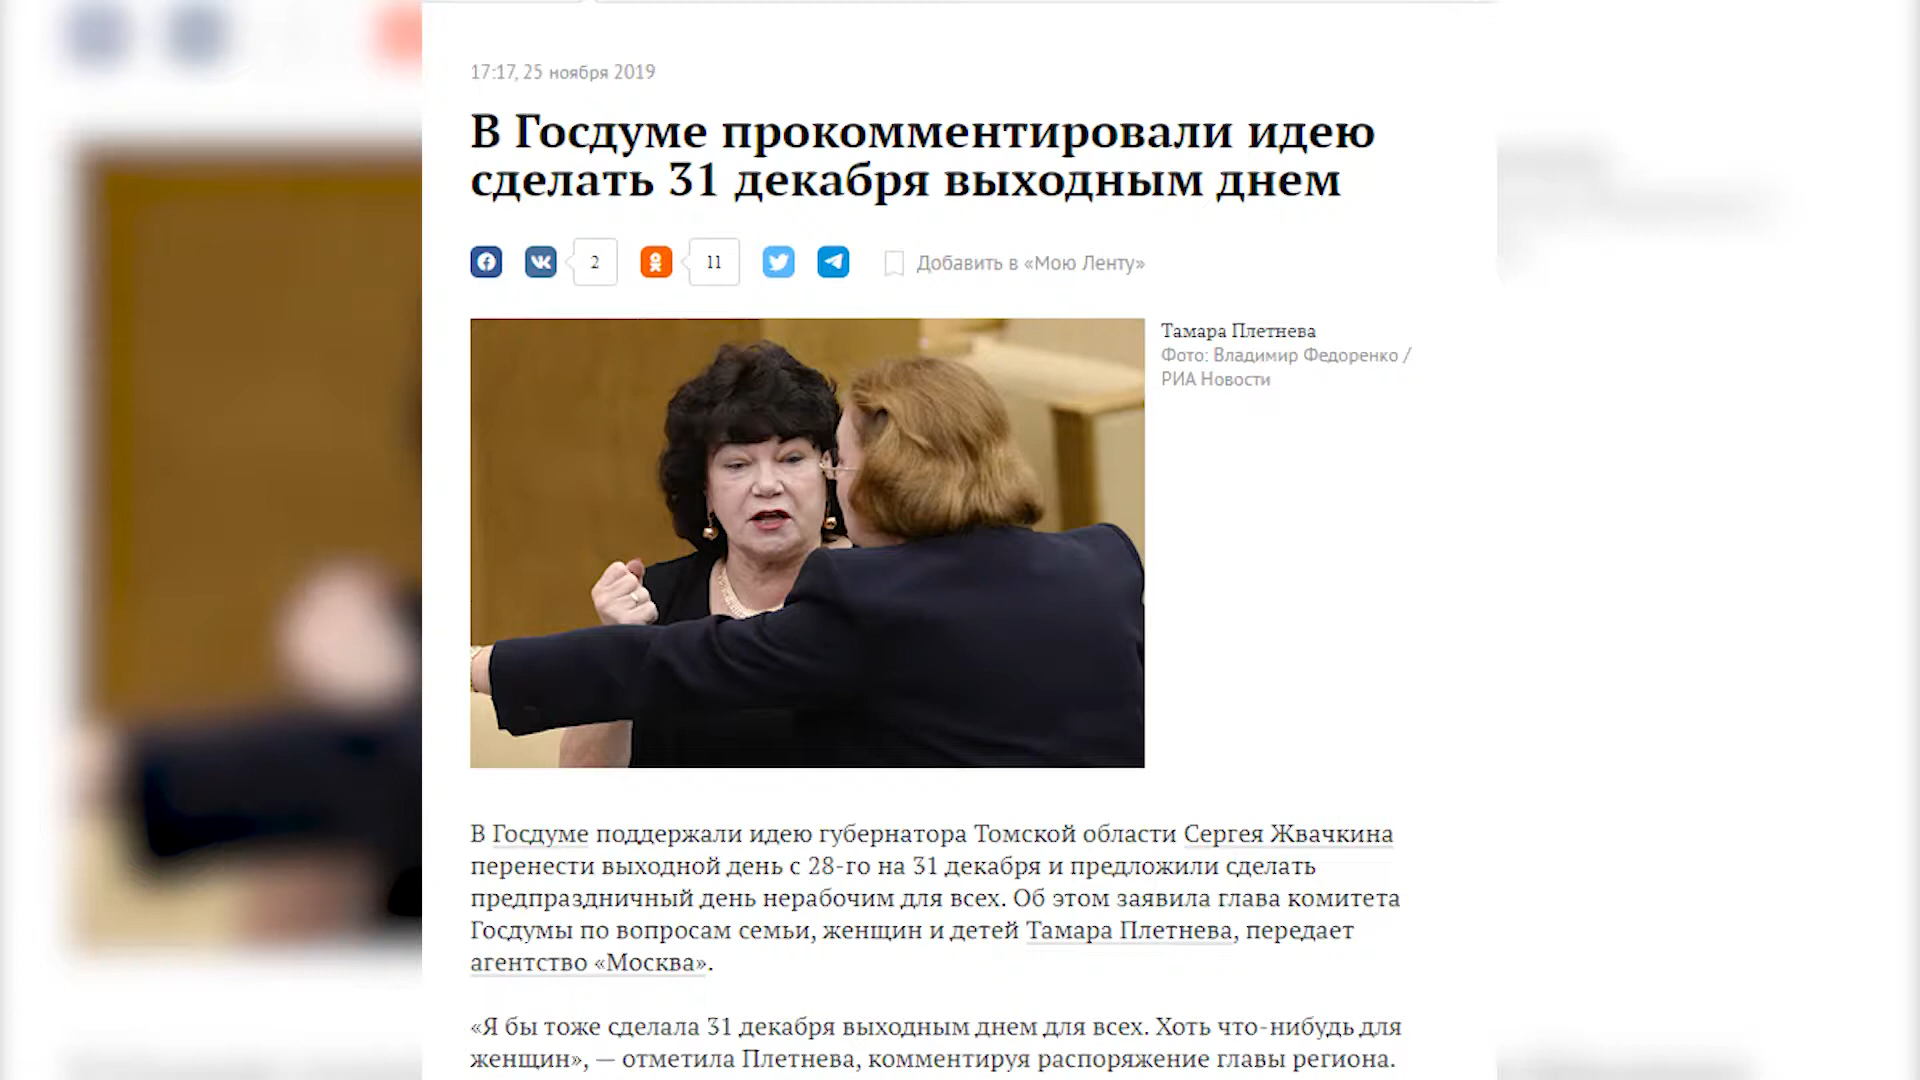 17:17, 25 ноября 2019
В Госдуме прокомментировали идею
сделать 31 декабря выходным днем
2
11
Добавить в «Мою Ленту»
Тамара Плетнева
Фото: Владимир Федоренко /
РИА Новости
В Госдуме поддержали идею губернатора Томской области Сергея Жвачкина
перенести выходной день с 28-го на 31 декабря и предложили сделать
предпраздничный день нерабочим для всех. Об этом заявила глава комитета
Госдумы по вопросам семьи, женщин и детей Тамара Плетнева, передает
агентство «Москва».
«Я бы тоже сделала 31 декабря выходным днем для всех. Хоть что-нибудь для
женщин», — отметила Плетнева, комментируя распоряжение главы региона.